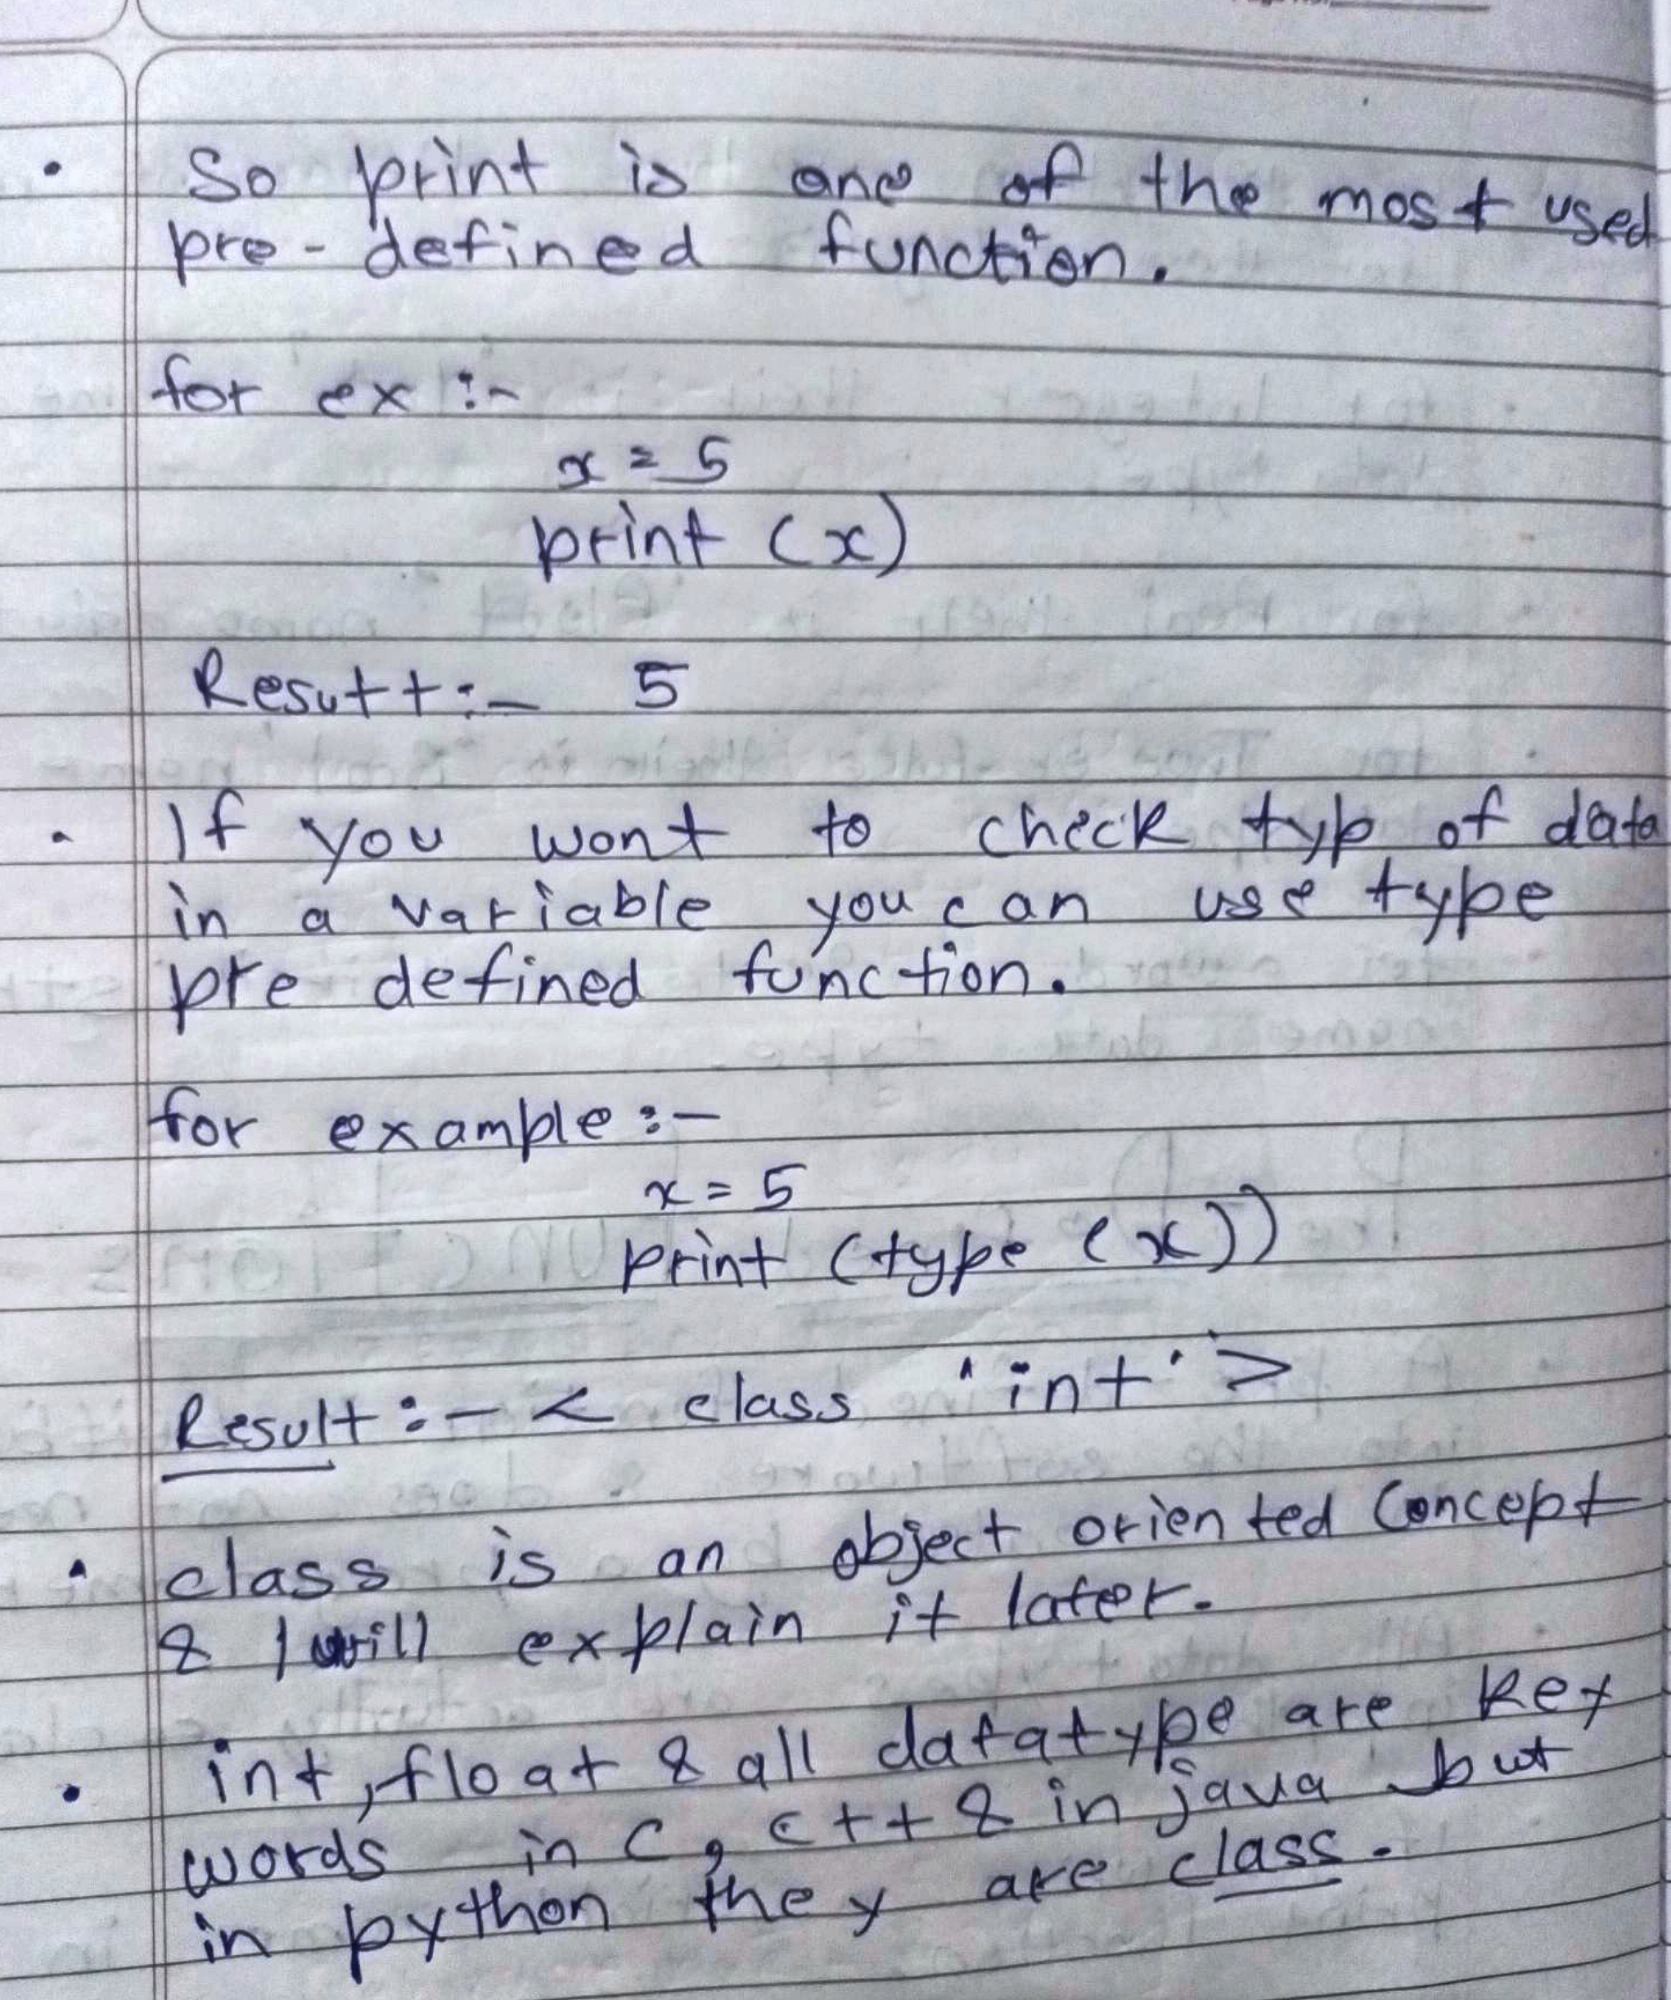 So print is one of the most used
pre-defined function.
for ex :-
x = 5
print (x)
Resutt :- 5
If you wont to check typ of data
in a variable you can use type
pre defined function.
for example :-
x = 5
print (type (x))
Result :- < class 'int' >
class is an object oriented Concept
& I will explain it later.
int, float & all datatype are key
words in C, C++ & in java but
in python they are class.